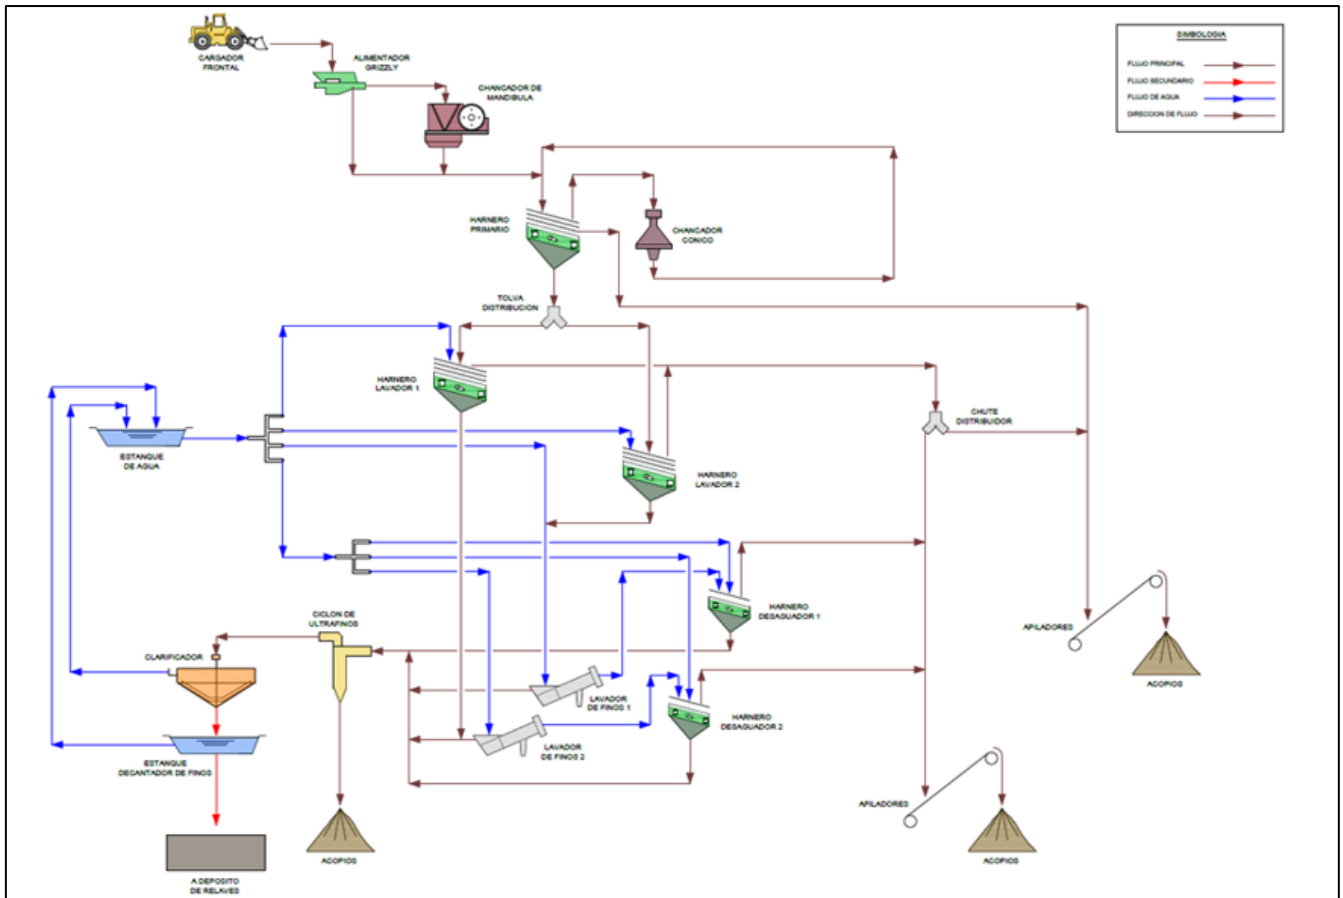 CARGADOR
FRONTAL
ALIMENTADOR
GRIZZLY
CHANCADOR DE
MANDIBULA
SIMBOLOGIA
FLUJO PRINCIPAL
FLUJO SECUNDARIO
FLUJO DE AGUA
DIRECCION DE FLUJO
HARNERO
PRIMARIO
CHANCADOR
CONICO
TOLVA
DISTRIBUCION
HARNERO
LAVADOR 1
CHUTE
DISTRIBUIDOR
ESTANQUE
DE AGUA
HARNERO
LAVADOR 2
HARNERO
DESAGUADOR 1
CICLON DE
ULTRAFINOS
APILADORES
CLARIFICADOR
ACOPIOS
LAVADOR
DE FINOS 1
HARNERO
DESAGUADOR 2
LAVADOR
DE FINOS 2
ESTANQUE
DECANTADOR DE FINOS
APILADORES
ACOPIOS
ACOPIOS
A DEPOSITO
DE RELAVES